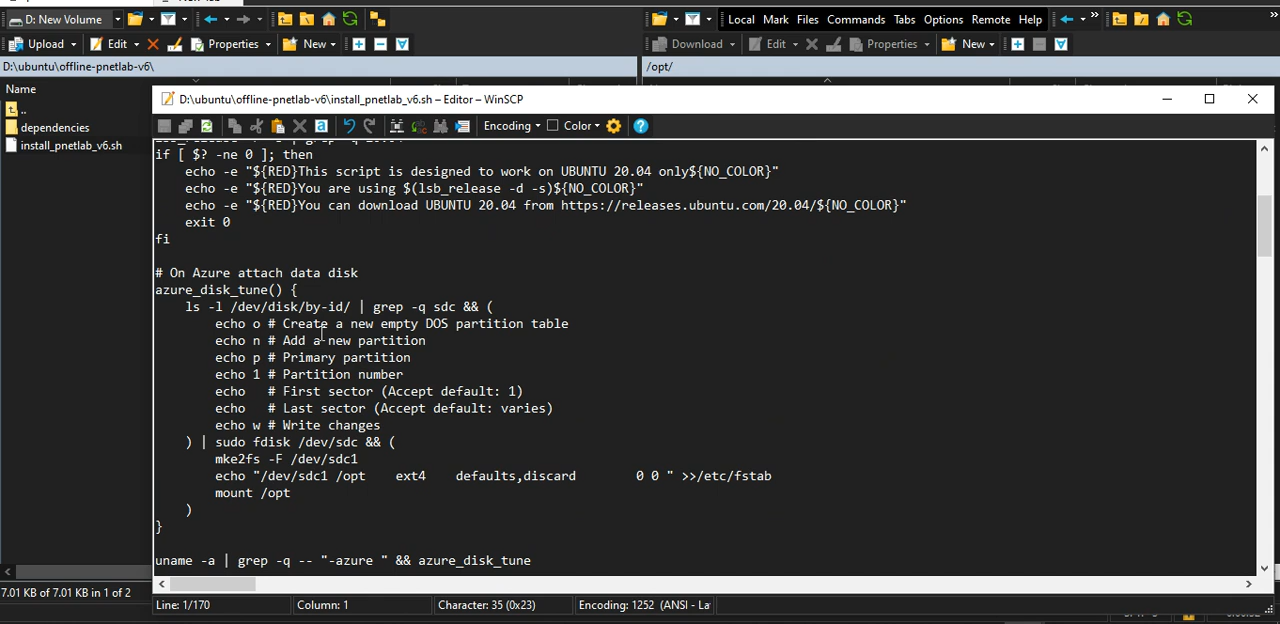 D: New Volume
Local Mark Files Commands Tabs Options Remote Help »
»
Upload Edit Properties New
Download Edit Properties New
D:\ubuntu\offline-pnetlab-v6\
/opt/
Name
..
dependencies
install_pnetlab_v6.sh
D:\ubuntu\offline-pnetlab-v6\install_pnetlab_v6.sh – Editor – WinSCP
Encoding Color
if [ $? -ne 0 ]; then
echo -e "${RED}This script is designed to work on UBUNTU 20.04 only${NO_COLOR}"
echo -e "${RED}You are using $(lsb_release -d -s)${NO_COLOR}"
echo -e "${RED}You can download UBUNTU 20.04 from https://releases.ubuntu.com/20.04/${NO_COLOR}"
exit 0
fi
# On Azure attach data disk
azure_disk_tune() {
ls -l /dev/disk/by-id/ | grep -q sdc && (
echo o # Create a new empty DOS partition table
echo n # Add a new partition
echo p # Primary partition
echo 1 # Partition number
echo   # First sector (Accept default: 1)
echo   # Last sector (Accept default: varies)
echo w # Write changes
) | sudo fdisk /dev/sdc && (
mke2fs -F /dev/sdc1
echo "/dev/sdc1 /opt    ext4    defaults,discard        0 0 " >>/etc/fstab
mount /opt
)
}
uname -a | grep -q -- "-azure " && azure_disk_tune
7.01 KB of 7.01 KB in 1 of 2
Line: 1/170 Column: 1 Character: 35 (0x23) Encoding: 1252 (ANSI - La